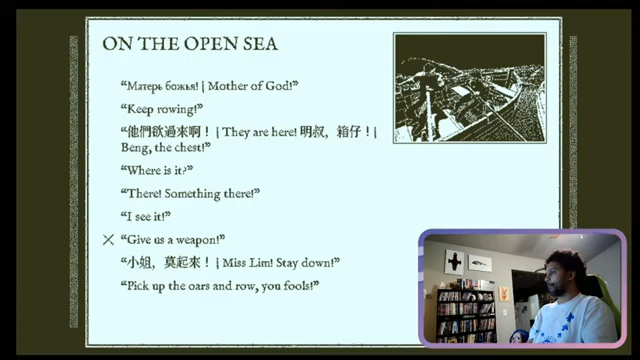 ON THE OPEN SEA
“Матерь божья! | Mother of God!”
“Keep rowing!”
“他們欲過來啊！ | They are here! 明叔，箱仔！ |
Beng, the chest!”
“Where is it?”
“There! Something there!”
“I see it!”
“Give us a weapon!”
“小姐，莫起來！ | Miss Lim! Stay down!”
“Pick up the oars and row, you fools!”